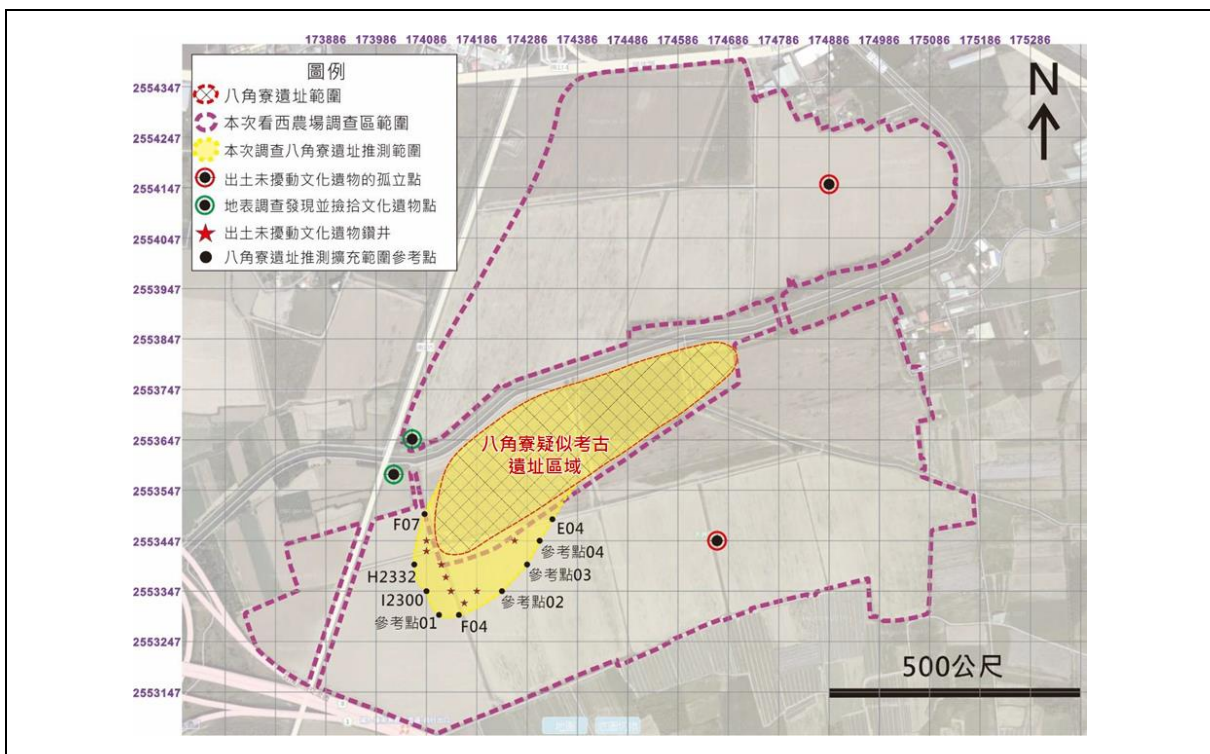 173886 173986 174086 174186 174286 174386 174486 174586 174686 174786 174886 174986 175086 175186 175286
圖例
八角寮遺址範圍
本次看西農場調查區範圍
本次調查八角寮遺址推測範圍
出土未擾動文化遺物的孤立點
地表調查發現並撿拾文化遺物點
出土未擾動文化遺物鑽井
八角寮遺址推測擴充範圍參考點
N
2554347
2554247
2554147
2554047
2553947
2553847
2553747
2553647
2553547
2553447
2553347
2553247
2553147
八角寮疑似考古
遺址區域
F07
E04
參考點04
H2332
參考點03
I2300
參考點02
參考點01
F04
500公尺